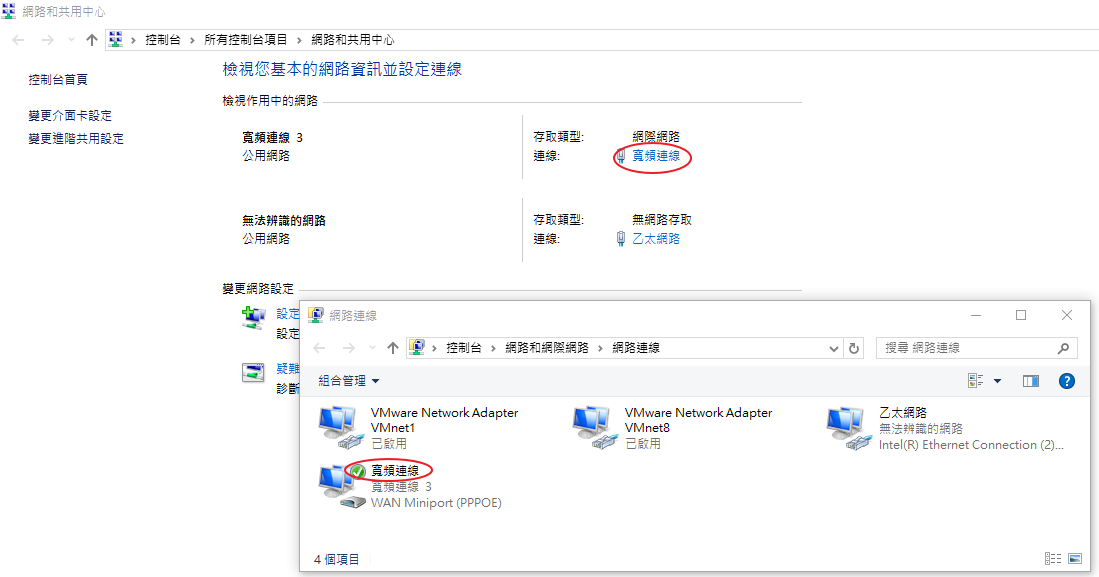 網路和共用中心
控制台 › 所有控制台項目 › 網路和共用中心
控制台首頁
變更介面卡設定
變更進階共用設定
檢視您基本的網路資訊並設定連線
檢視作用中的網路
寬頻連線 3
公用網路
存取類型: 網際網路
連線: 寬頻連線
無法辨識的網路
公用網路
存取類型: 無網路存取
連線: 乙太網路
變更網路設定
設定
設定
疑難
診斷
網路連線
控制台 › 網路和網際網路 › 網路連線
搜尋 網路連線
組合管理
VMware Network Adapter
VMnet1
已啟用
VMware Network Adapter
VMnet8
已啟用
乙太網路
無法辨識的網路
Intel(R) Ethernet Connection (2)...
寬頻連線
寬頻連線 3
WAN Miniport (PPPOE)
4 個項目